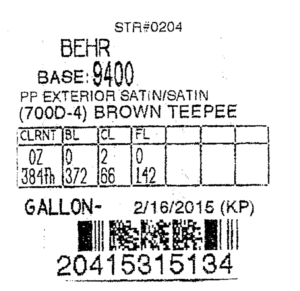 STR#0204
BEHR
BASE: 9400
PP EXTERIOR SATIN/SATIN
(700D-4) BROWN TEEPEE
CLRNT BL CL FL
OZ 0 2 0
384th 372 66 142
GALLON- 2/16/2015 (KP)
20415315134